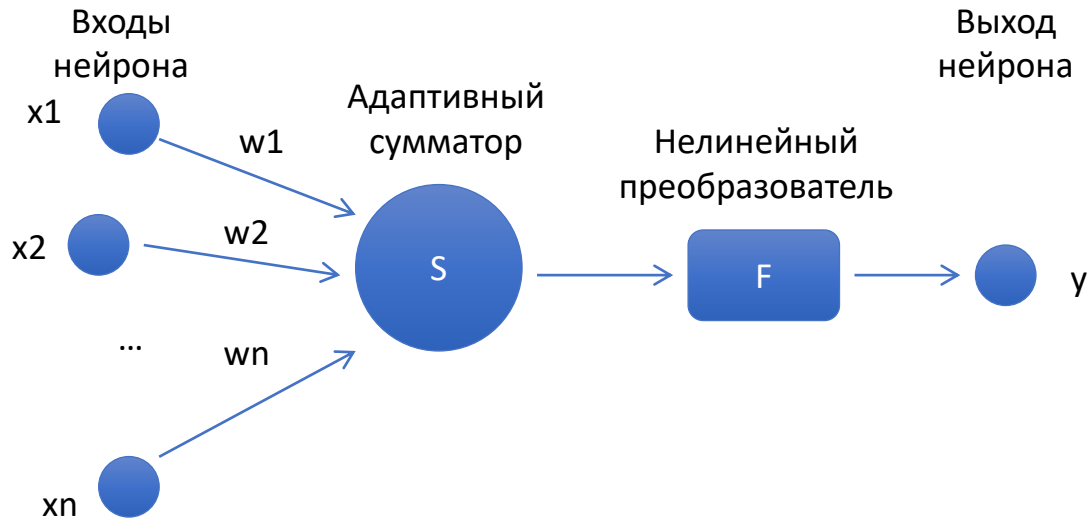 Входы
нейрона
x1
w1
x2
w2
...
wn
xn
Адаптивный
сумматор
S
Нелинейный
преобразователь
F
Выход
нейрона
y